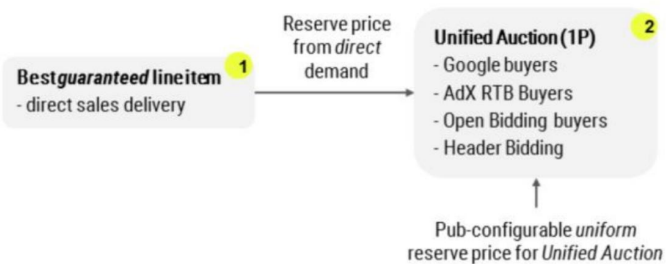 Best guaranteed line item
1
- direct sales delivery
Reserve price
from direct
demand
Unified Auction (1P)
2
- Google buyers
- AdX RTB Buyers
- Open Bidding buyers
- Header Bidding
Pub-configurable uniform
reserve price for Unified Auction